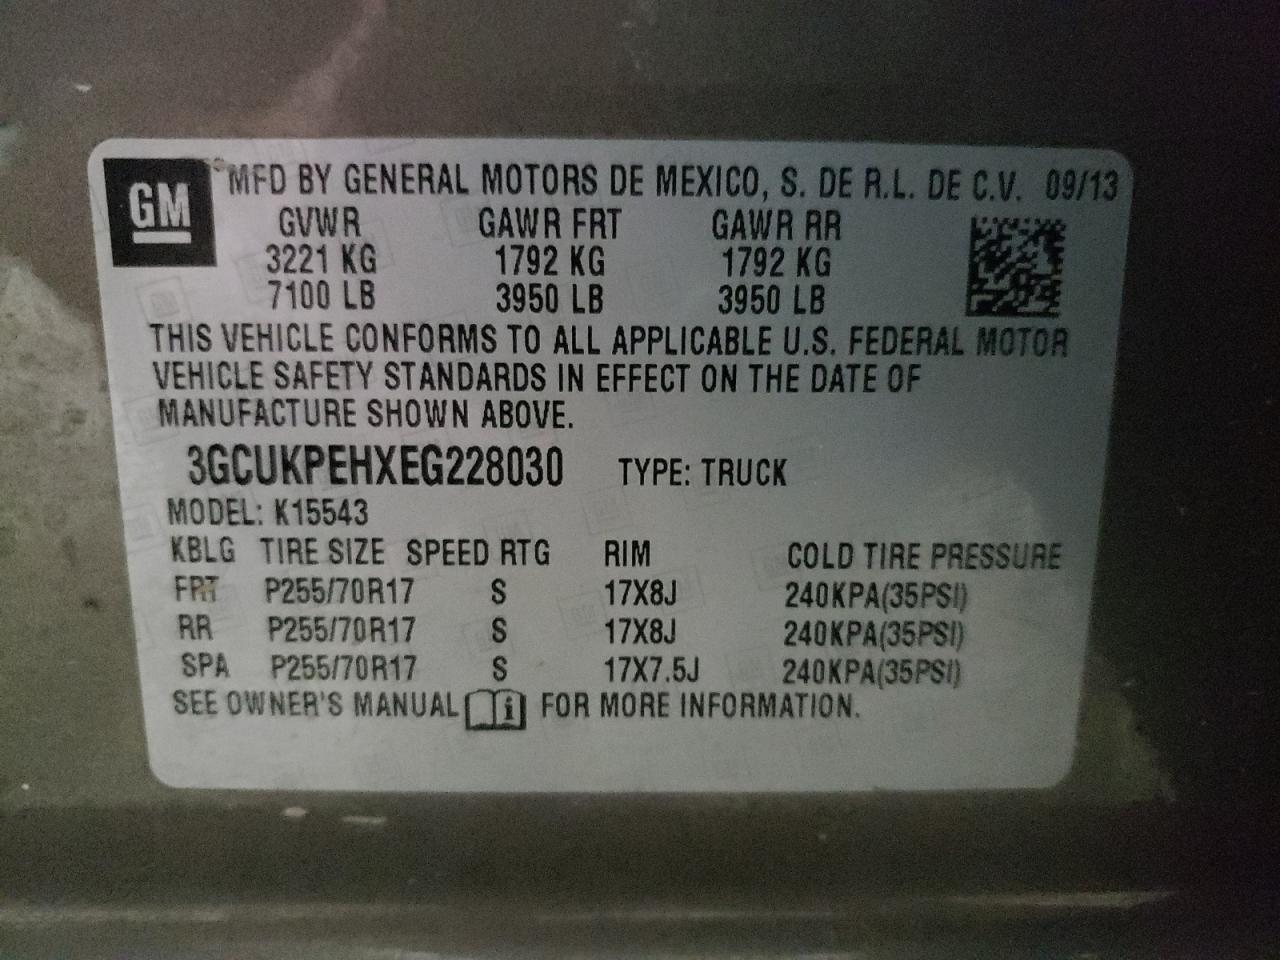 GM
MFD BY GENERAL MOTORS DE MEXICO, S. DE R.L. DE C.V. 09/13
GVWR GAWR FRT GAWR RR
3221 KG 1792 KG 1792 KG
7100 LB 3950 LB 3950 LB
THIS VEHICLE CONFORMS TO ALL APPLICABLE U.S. FEDERAL MOTOR
VEHICLE SAFETY STANDARDS IN EFFECT ON THE DATE OF
MANUFACTURE SHOWN ABOVE.
3GCUKPEHXEG228030 TYPE: TRUCK
MODEL: K15543
KBLG TIRE SIZE SPEED RTG RIM COLD TIRE PRESSURE
FRT P255/70R17 S 17X8J 240KPA(35PSI)
RR P255/70R17 S 17X8J 240KPA(35PSI)
SPA P255/70R17 S 17X7.5J 240KPA(35PSI)
SEE OWNER'S MANUAL i FOR MORE INFORMATION.